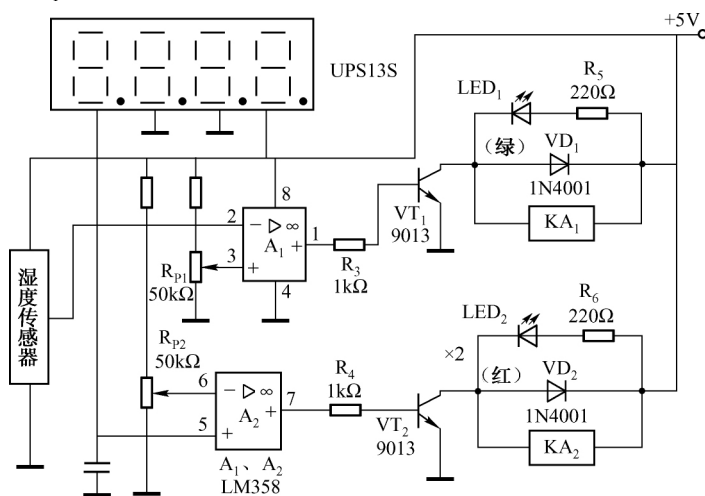 +5V
UPS13S
R5
220Ω
LED1
(绿)
VD1
1N4001
KA1
8
2
− ▷ ∞
A1
+
1
3
+
4
VT1
9013
R3
1kΩ
RP1
50kΩ
湿度传感器
RP2
50kΩ
R6
220Ω
LED2
×2
(红)
VD2
1N4001
KA2
6
− ▷ ∞
A2
+
7
5
+
R4
1kΩ
VT2
9013
A1、A2
LM358